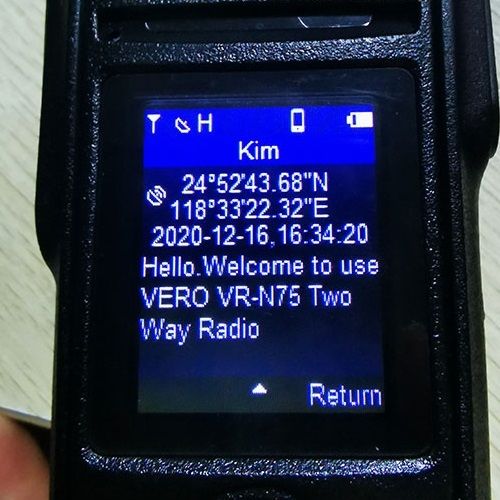 H
Kim
24°52'43.68"N
118°33'22.32"E
2020-12-16,16:34:20
Hello.Welcome to use
VERO VR-N75 Two
Way Radio
Return